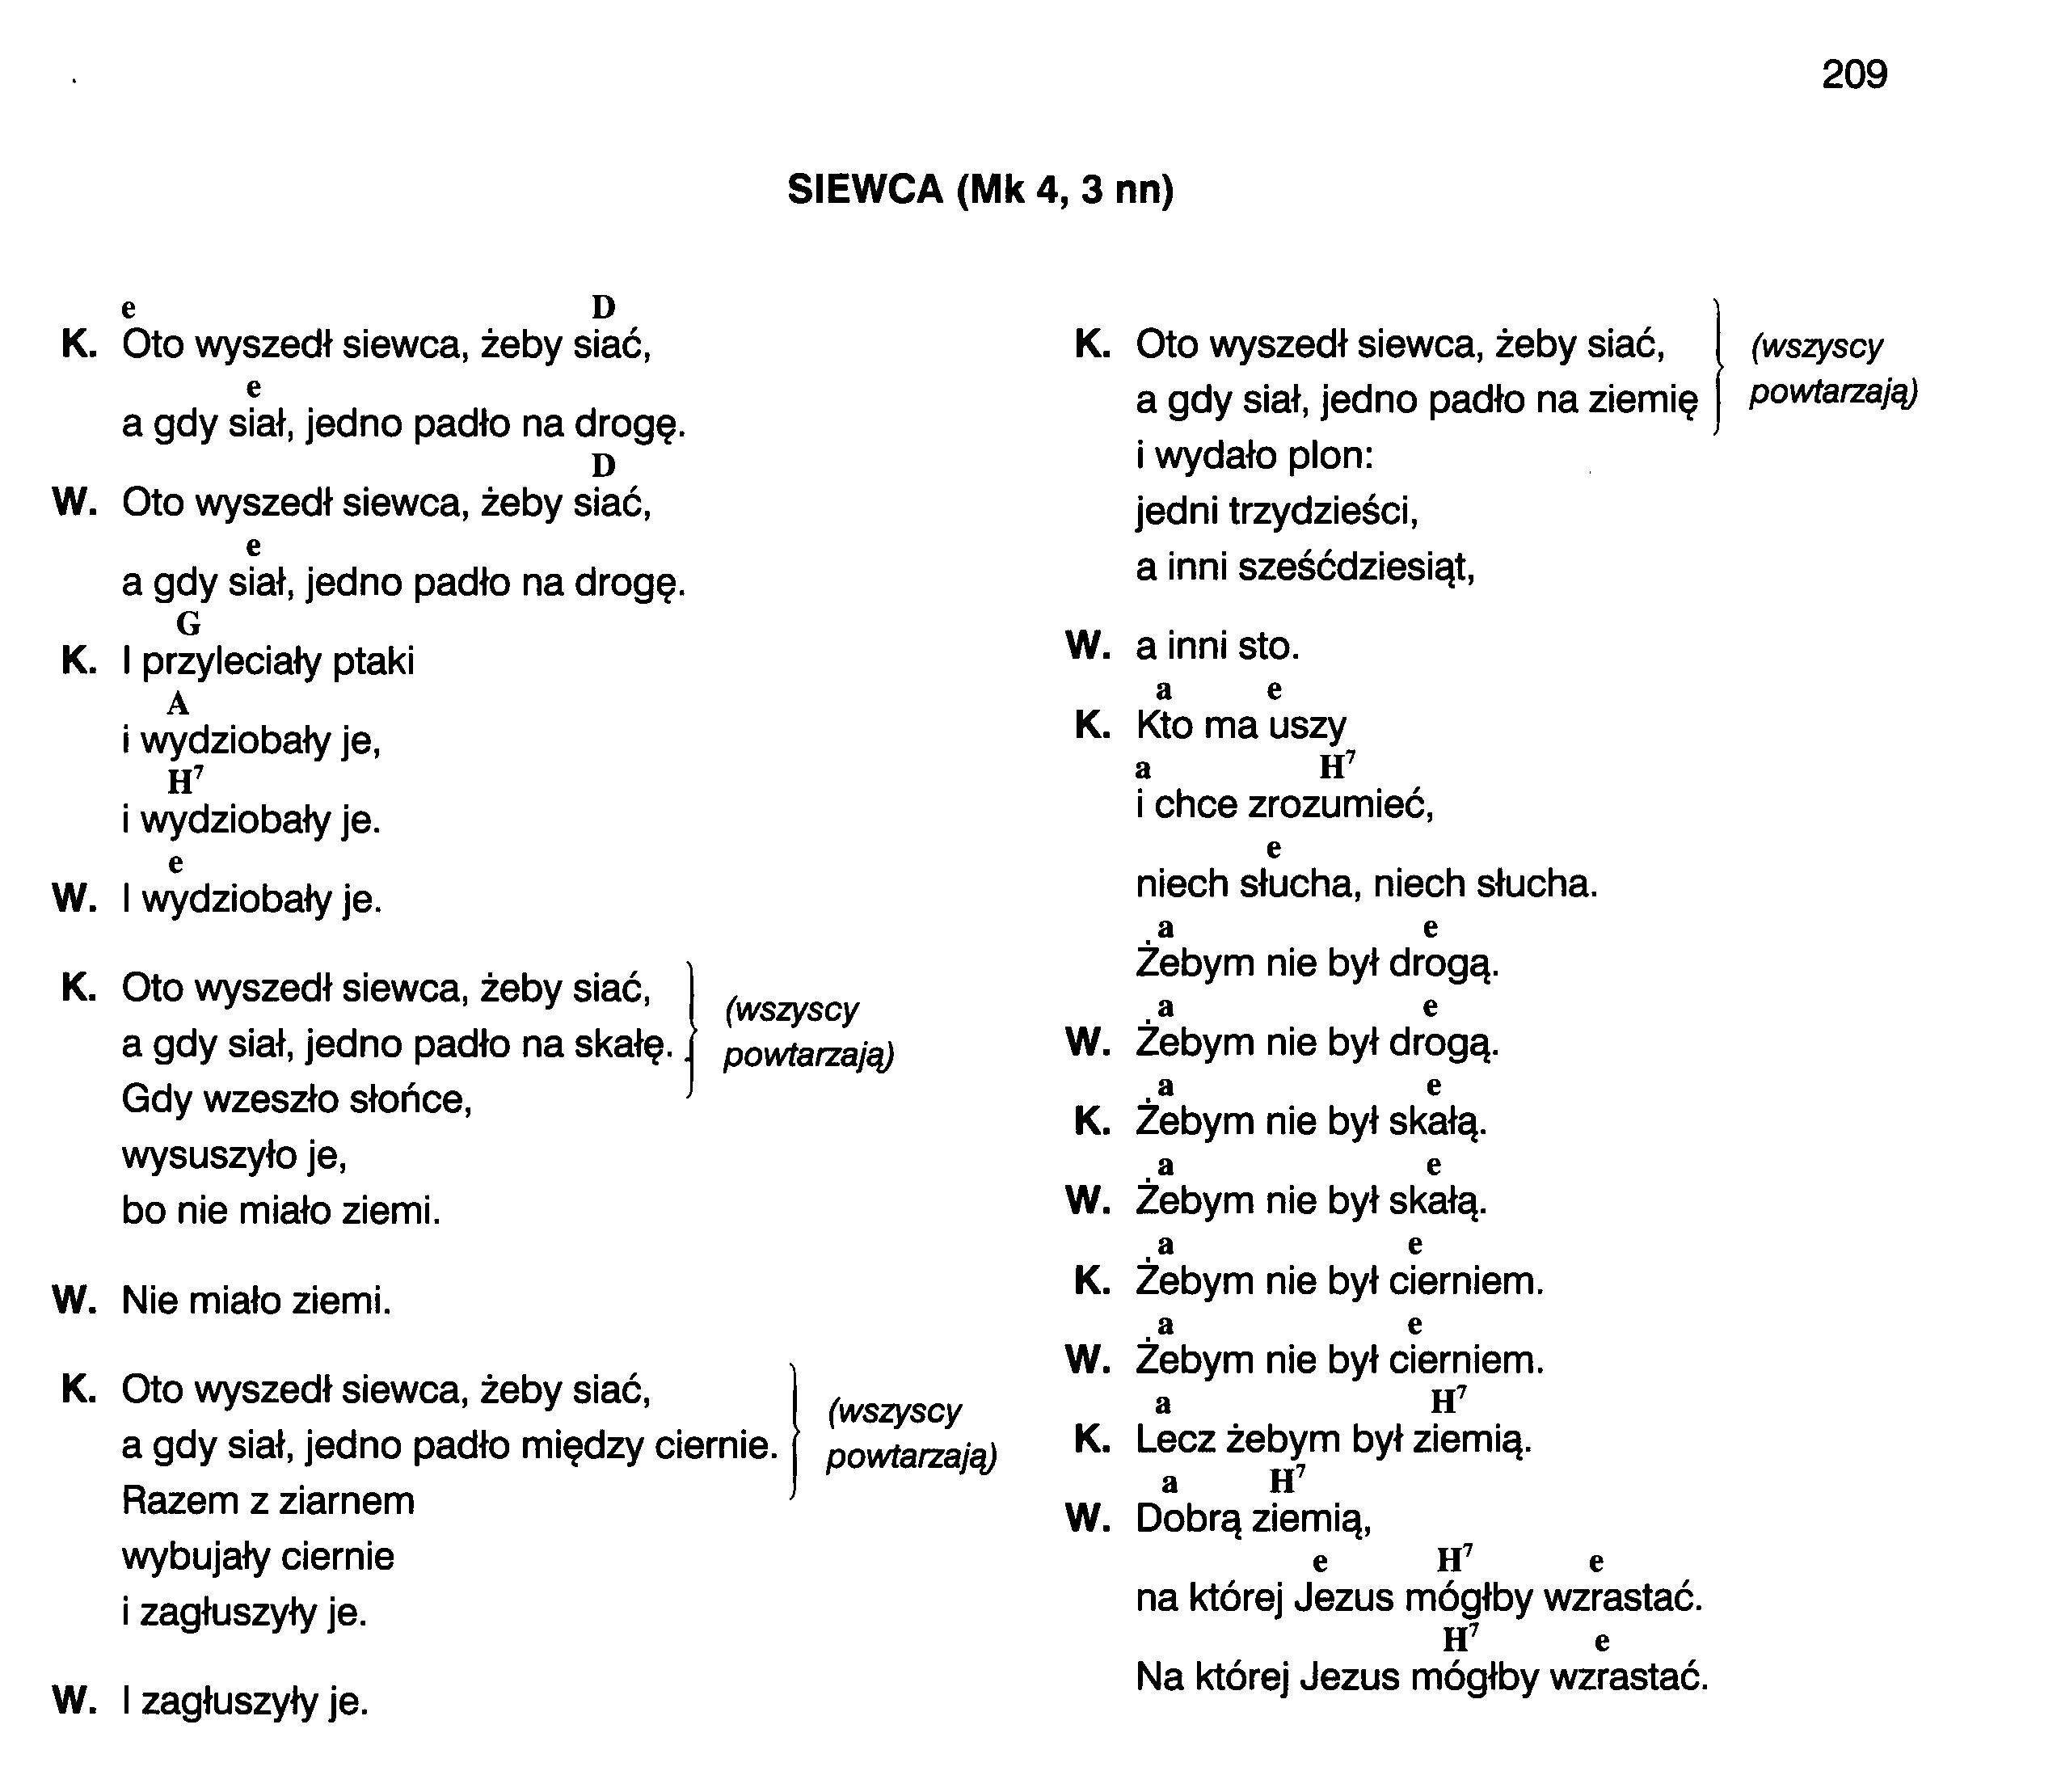 209
SIEWCA (Mk 4, 3 nn)
e D
K. Oto wyszedł siewca, żeby siać,
e
a gdy siał, jedno padło na drogę.
D
W. Oto wyszedł siewca, żeby siać,
e
a gdy siał, jedno padło na drogę.
G
K. I przyleciały ptaki
A
i wydziobały je,
H⁷
i wydziobały je.
e
W. I wydziobały je.
K. Oto wyszedł siewca, żeby siać,
a gdy siał, jedno padło na skałę.
(wszyscy
powtarzają)
Gdy wzeszło słońce,
wysuszyło je,
bo nie miało ziemi.
W. Nie miało ziemi.
K. Oto wyszedł siewca, żeby siać,
a gdy siał, jedno padło między ciernie.
(wszyscy
powtarzają)
Razem z ziarnem
wybujały ciernie
i zagłuszyły je.
W. I zagłuszyły je.
K. Oto wyszedł siewca, żeby siać,
a gdy siał, jedno padło na ziemię
(wszyscy
powtarzają)
i wydało plon:
jedni trzydzieści,
a inni sześćdziesiąt,
W. a inni sto.
a e
K. Kto ma uszy
a H⁷
i chce zrozumieć,
e
niech słucha, niech słucha.
a e
Żebym nie był drogą.
a e
W. Żebym nie był drogą.
a e
K. Żebym nie był skałą.
a e
W. Żebym nie był skałą.
a e
K. Żebym nie był cierniem.
a e
W. Żebym nie był cierniem.
a H⁷
K. Lecz żebym był ziemią.
a H⁷
W. Dobrą ziemią,
e H⁷ e
na której Jezus mógłby wzrastać.
H⁷ e
Na której Jezus mógłby wzrastać.